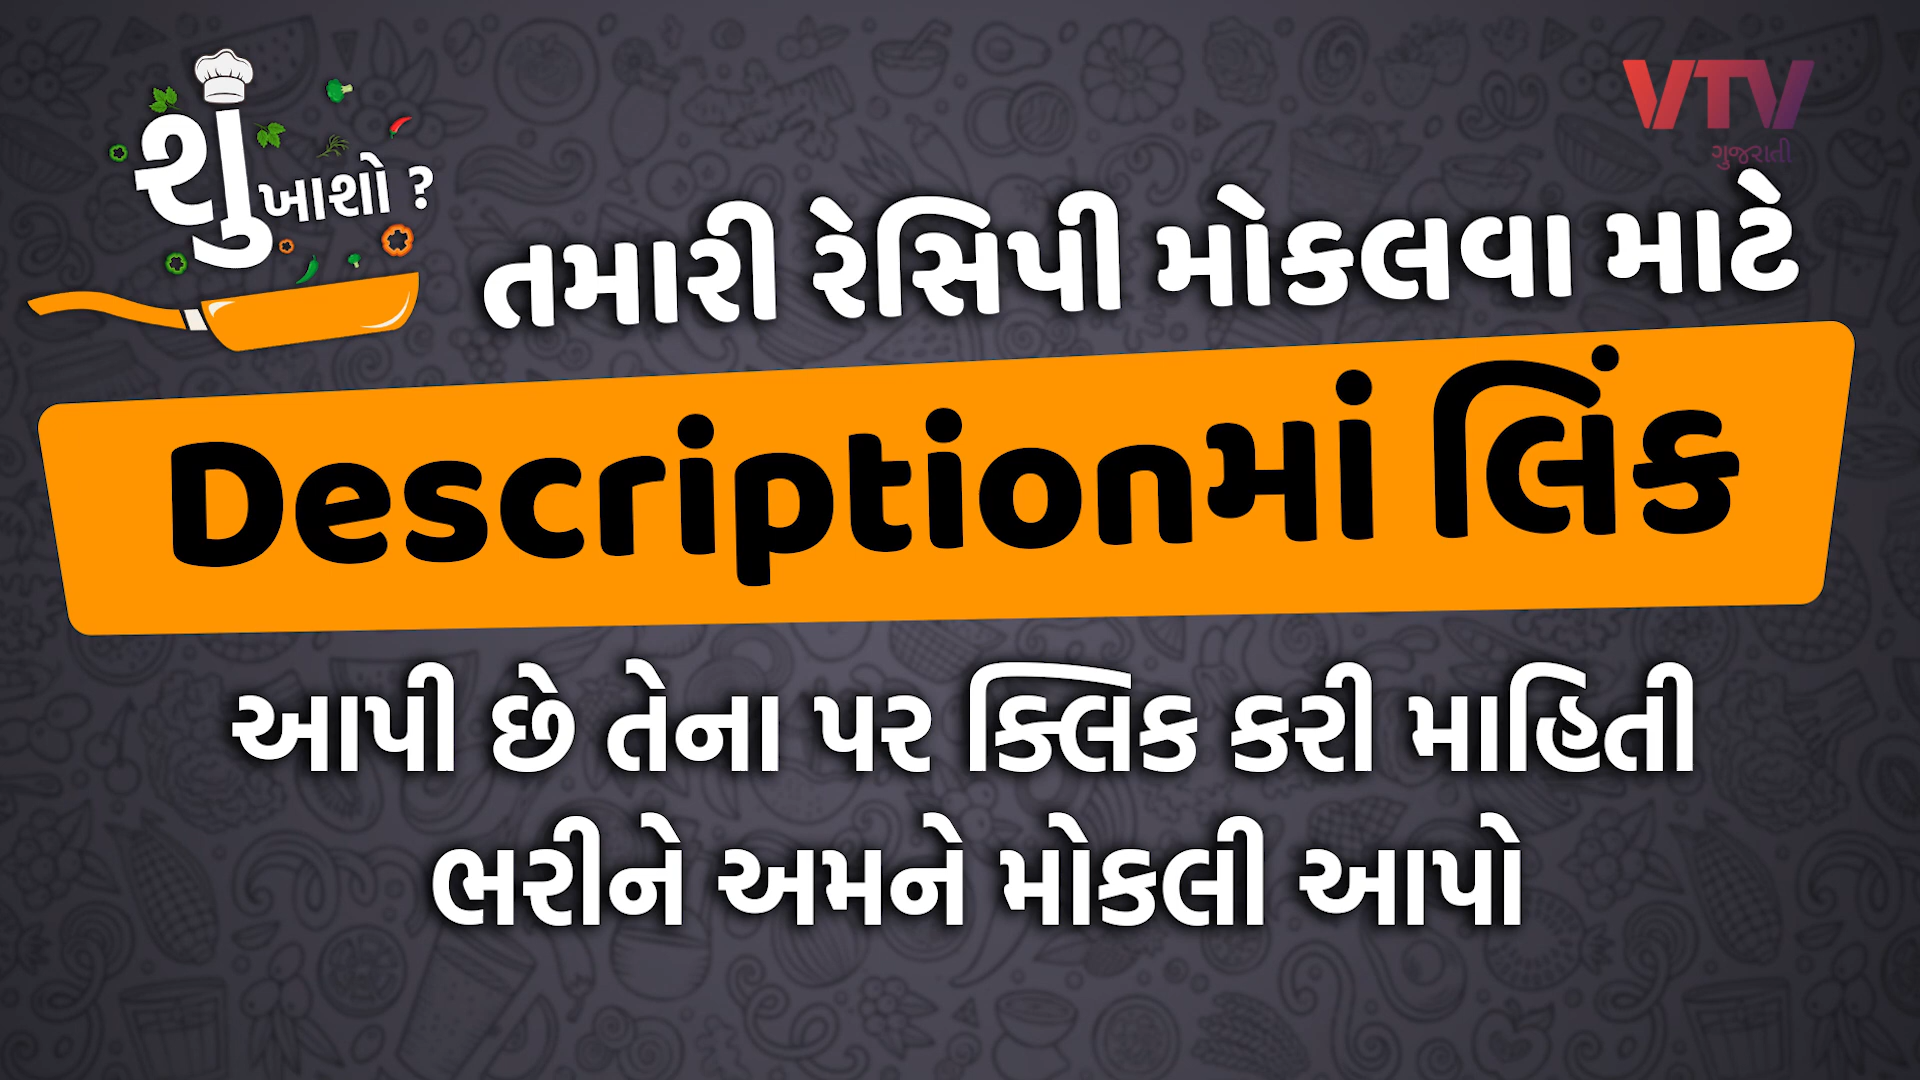 શું
ખાશો ?
VTV
ગુજરાતી
તમારી રેસિપી મોકલવા માટે
Descriptionમાં લિંક
આપી છે તેના પર ક્લિક કરી માહિતી
ભરીને અમને મોકલી આપો